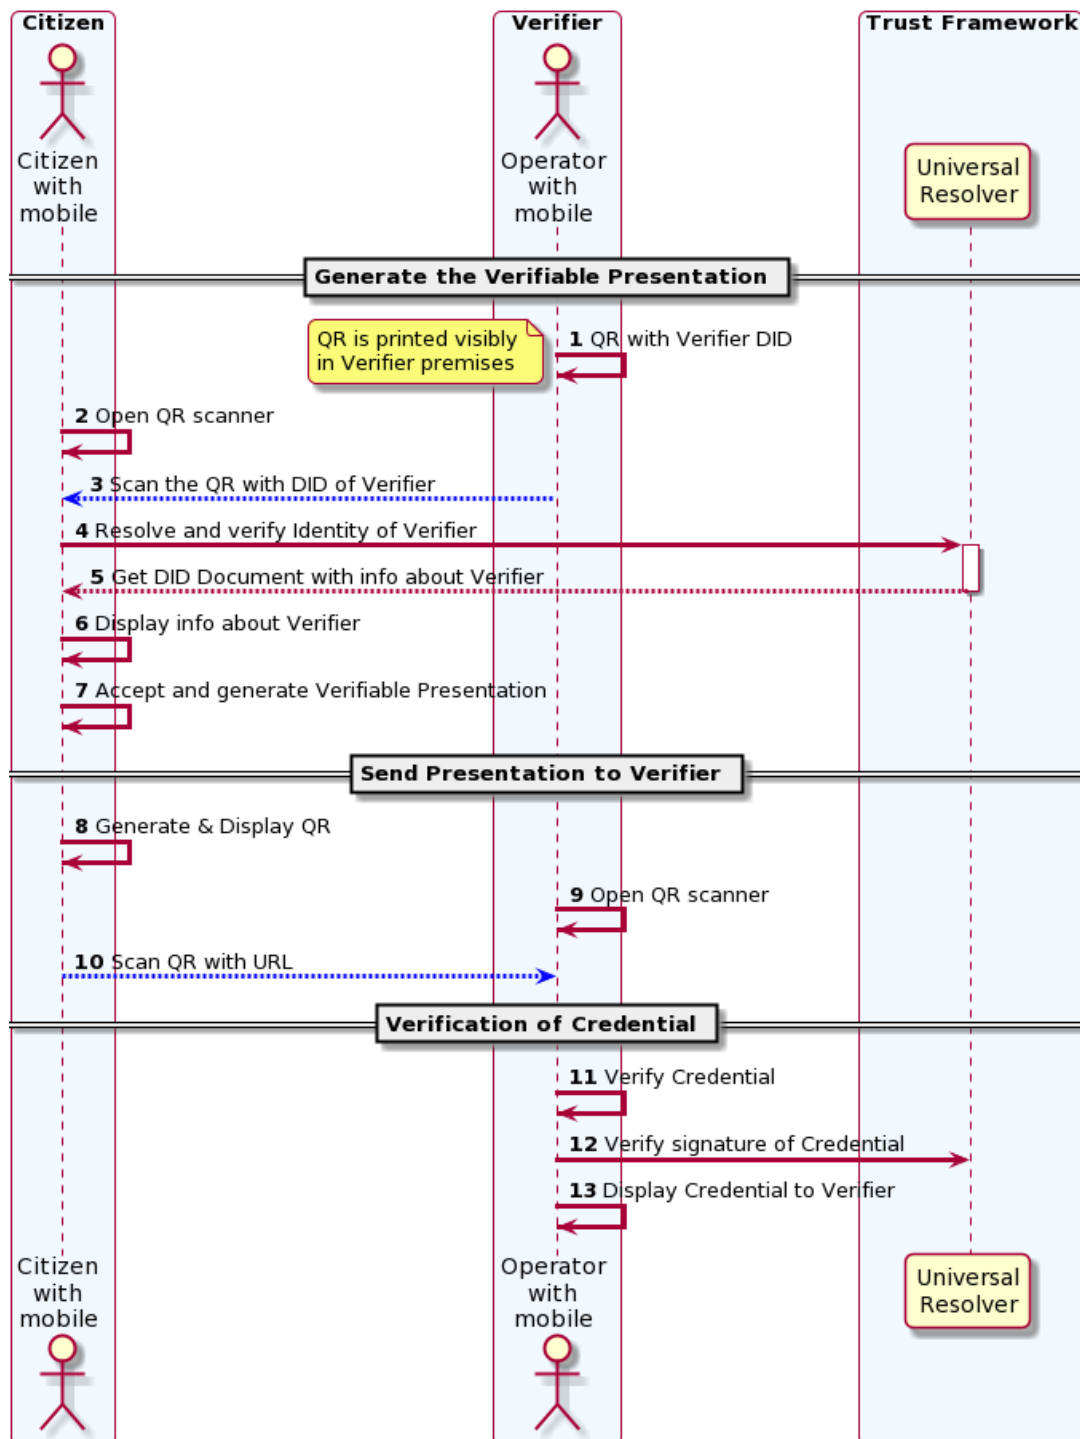 Citizen
Verifier
Trust Framework
Citizen
with
mobile
Operator
with
mobile
Universal
Resolver
Generate the Verifiable Presentation
QR is printed visibly
in Verifier premises
1 QR with Verifier DID
2 Open QR scanner
3 Scan the QR with DID of Verifier
4 Resolve and verify Identity of Verifier
5 Get DID Document with info about Verifier
6 Display info about Verifier
7 Accept and generate Verifiable Presentation
Send Presentation to Verifier
8 Generate & Display QR
9 Open QR scanner
10 Scan QR with URL
Verification of Credential
11 Verify Credential
12 Verify signature of Credential
13 Display Credential to Verifier
Citizen
with
mobile
Operator
with
mobile
Universal
Resolver